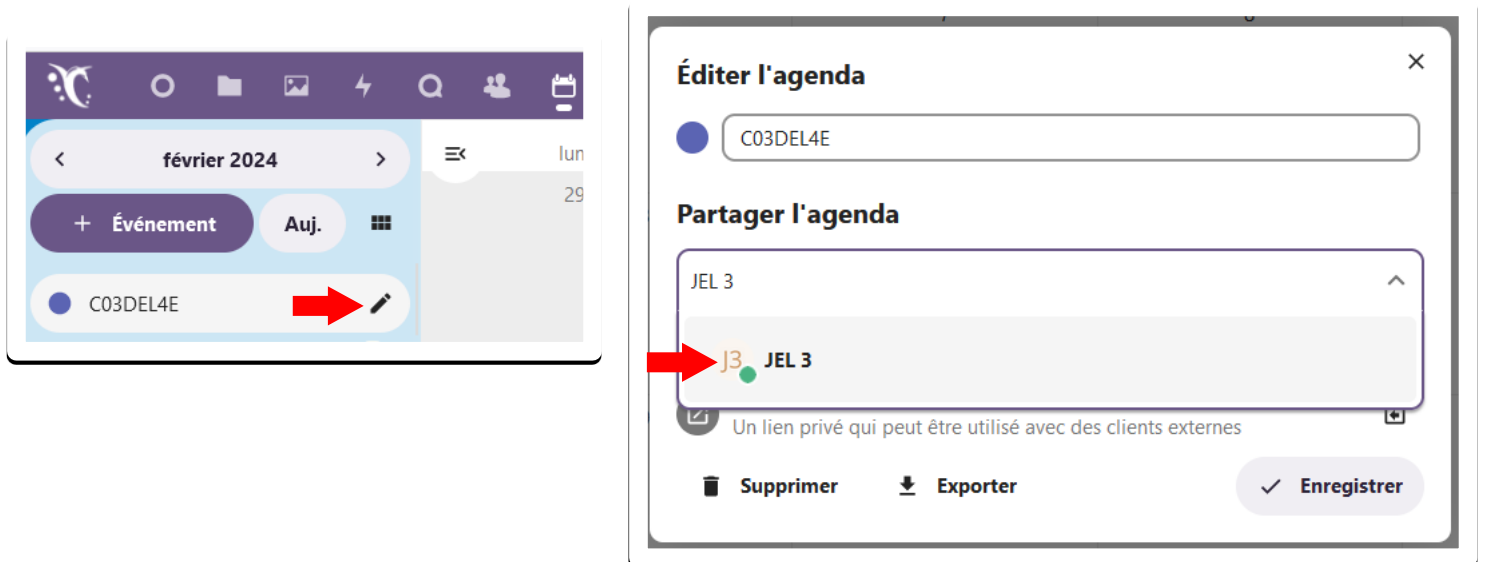 février 2024
lun
29
+ Événement
Auj.
C03DEL4E
Éditer l'agenda
C03DEL4E
Partager l'agenda
JEL 3
J3 JEL 3
Un lien privé qui peut être utilisé avec des clients externes
Supprimer
Exporter
Enregistrer